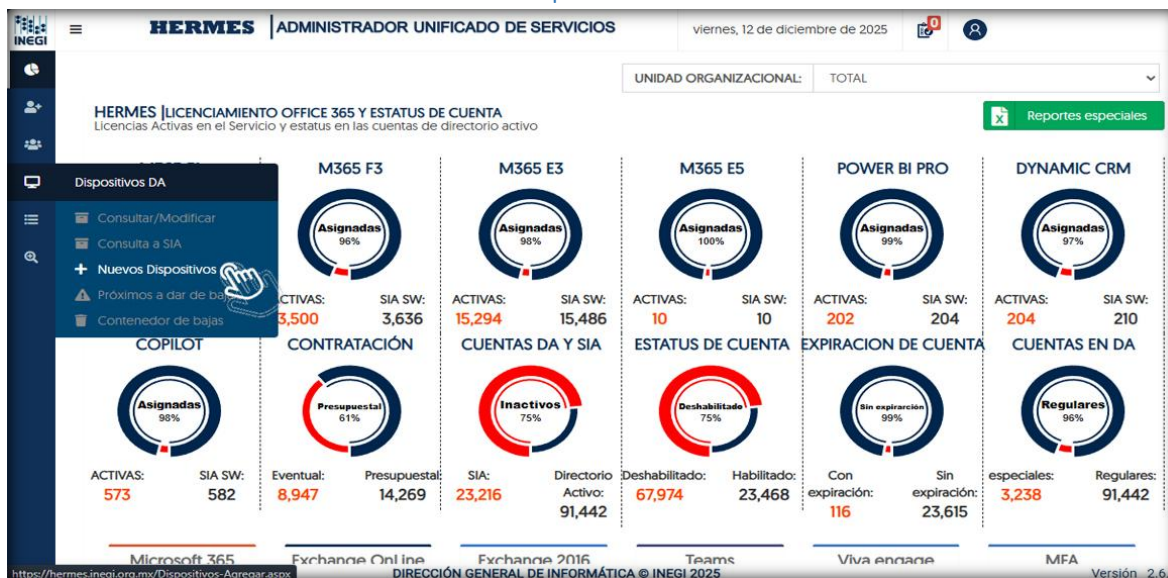 INEGI
HERMES | ADMINISTRADOR UNIFICADO DE SERVICIOS
viernes, 12 de diciembre de 2025
0
UNIDAD ORGANIZACIONAL: TOTAL
HERMES | LICENCIAMIENTO OFFICE 365 Y ESTATUS DE CUENTA
Licencias Activas en el Servicio y estatus en las cuentas de directorio activo
Reportes especiales
Dispositivos DA
Consultar/Modificar
Consulta a SIA
Nuevos Dispositivos
Próximos a dar de
Contenedor de bajas
M365 F3
Asignadas
96%
ACTIVAS: SIA SW:
3,500 3,636
M365 E3
Asignadas
98%
ACTIVAS: SIA SW:
15,294 15,486
M365 E5
Asignadas
100%
ACTIVAS: SIA SW:
10 10
POWER BI PRO
Asignadas
99%
ACTIVAS: SIA SW:
202 204
DYNAMIC CRM
Asignadas
97%
ACTIVAS: SIA SW:
204 210
COPILOT
Asignadas
98%
ACTIVAS: SIA SW:
573 582
CONTRATACIÓN
Presupuestal
61%
Eventual: Presupuestal
8,947 14,269
CUENTAS DA Y SIA
Inactivos
75%
SIA: Directorio Activo:
23,216 91,442
ESTATUS DE CUENTA
Deshabilitado
75%
Deshabilitado: Habilitado:
67,974 23,468
EXPIRACION DE CUENTA
Sin expirarción
99%
Con expiración: Sin expiración:
116 23,615
CUENTAS EN DA
Regulares
96%
especiales: Regulares:
3,238 91,442
Microsoft 365 Exchange OnLine Exchange 2016 Teams Viva engage MFA
https://hermes.inegi.org.mx/Dispositivos-Agregar.aspx
DIRECCIÓN GENERAL DE INFORMÁTICA © INEGI 2025
Versión 2.6